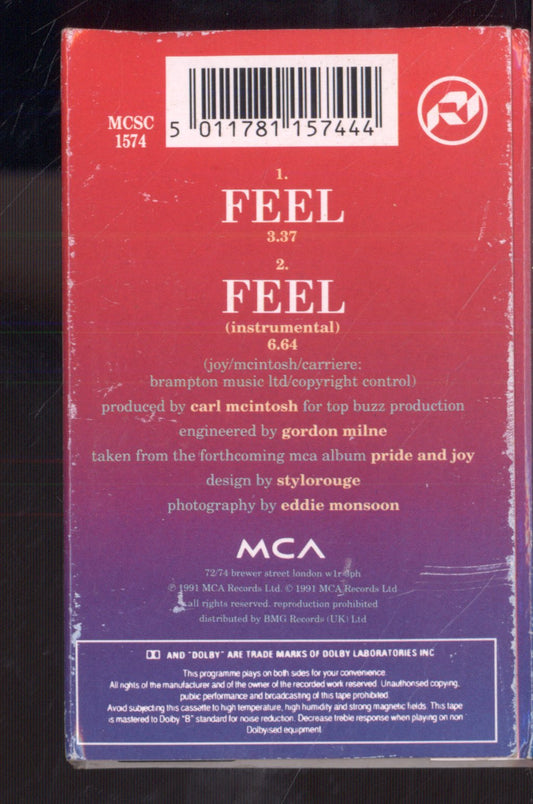 MCSC
1574
5 011781 157444
1.
FEEL
3.37
2.
FEEL
(instrumental)
6.64
(joy/mcintosh/carriere:
brampton music ltd/copyright control)
produced by carl mcintosh for top buzz production
engineered by gordon milne
taken from the forthcoming mca album pride and joy
design by stylorouge
photography by eddie monsoon
MCA
72/74 brewer street london w1r 3ph
℗ 1991 MCA Records Ltd. © 1991 MCA Records Ltd
all rights reserved. reproduction prohibited
distributed by BMG Records (UK) Ltd
AND "DOLBY" ARE TRADE MARKS OF DOLBY LABORATORIES INC
This programme plays on both sides for your convenience.
All rights of the manufacturer and of the owner of the recorded work reserved. Unauthorised copying,
public performance and broadcasting of this tape prohibited.
Avoid subjecting this cassette to high temperature, high humidity and strong magnetic fields. This tape
is mastered to Dolby "B" standard for noise reduction. Decrease treble response when playing on non
Dolbyised equipment